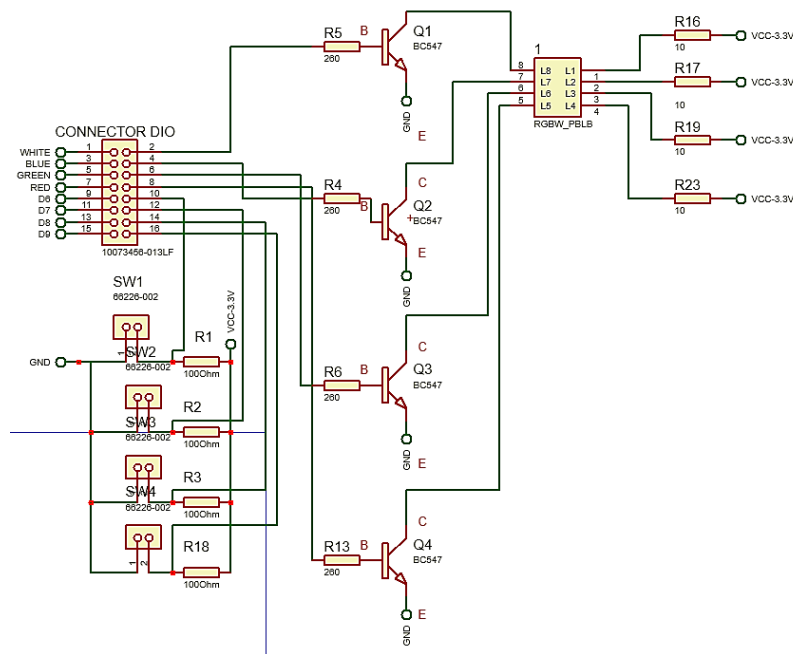 R5 B Q1
BC547
260
GND
E
1
8 L8 L1
7 L7 L2 1
6 L6 L3 2
5 L5 L4 3
4
RGBW_PBLB
R16
10
VCC-3.3V
R17
VCC-3.3V
10
R19
10
VCC-3.3V
R23
10
VCC-3.3V
CONNECTOR DIO
WHITE 1 2
BLUE 3 4
GREEN 5 6
RED 7 8
D6 9 10
D7 11 12
D8 13 14
D9 15 16
10073456-013LF
R4 B C Q2
BC547
260
E
GND
SW1
66226-002
GND
1
VCC-3.3V
R1
100Ohm
SW2
66226-002
R2
100Ohm
SW3
66226-002
R3
100Ohm
SW4
66226-002
1 2
R18
100Ohm
R6 B C Q3
BC547
260
E
GND
R13 B C Q4
BC547
260
E
GND